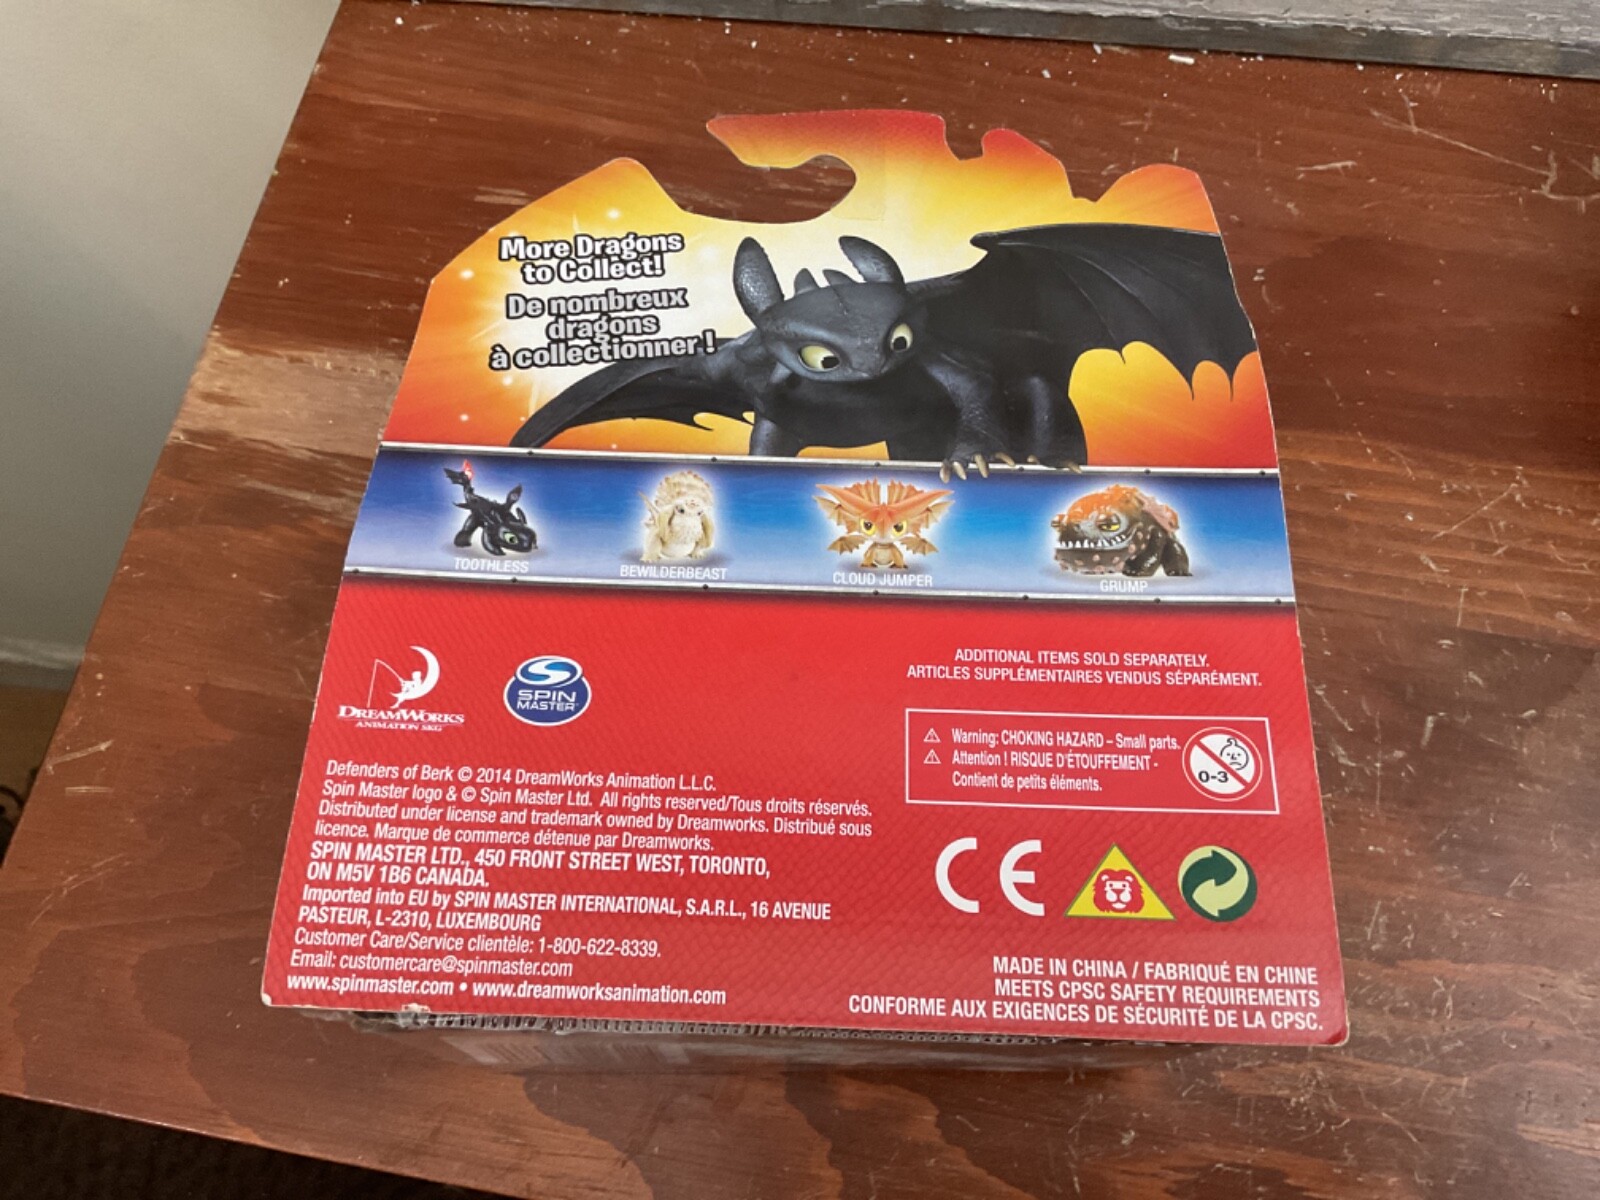 More Dragons
to Collect!
De nombreux
dragons
à collectionner !
TOOTHLESS
BEWILDERBEAST
CLOUD JUMPER
GRUMP
DREAMWORKS
ANIMATION SKG
SPIN
MASTER™
ADDITIONAL ITEMS SOLD SEPARATELY.
ARTICLES SUPPLÉMENTAIRES VENDUS SÉPARÉMENT.
Warning: CHOKING HAZARD – Small parts.
Attention ! RISQUE D'ÉTOUFFEMENT -
Contient de petits éléments.
0-3
Defenders of Berk © 2014 DreamWorks Animation L.L.C.
Spin Master logo & © Spin Master Ltd. All rights reserved/Tous droits réservés.
Distributed under license and trademark owned by Dreamworks. Distribué sous
licence. Marque de commerce détenue par Dreamworks.
SPIN MASTER LTD., 450 FRONT STREET WEST, TORONTO,
ON M5V 1B6 CANADA.
Imported into EU by SPIN MASTER INTERNATIONAL, S.A.R.L., 16 AVENUE
PASTEUR, L-2310, LUXEMBOURG
Customer Care/Service clientèle: 1-800-622-8339.
Email: customercare@spinmaster.com
www.spinmaster.com • www.dreamworksanimation.com
CE
MADE IN CHINA / FABRIQUÉ EN CHINE
MEETS CPSC SAFETY REQUIREMENTS
CONFORME AUX EXIGENCES DE SÉCURITÉ DE LA CPSC.